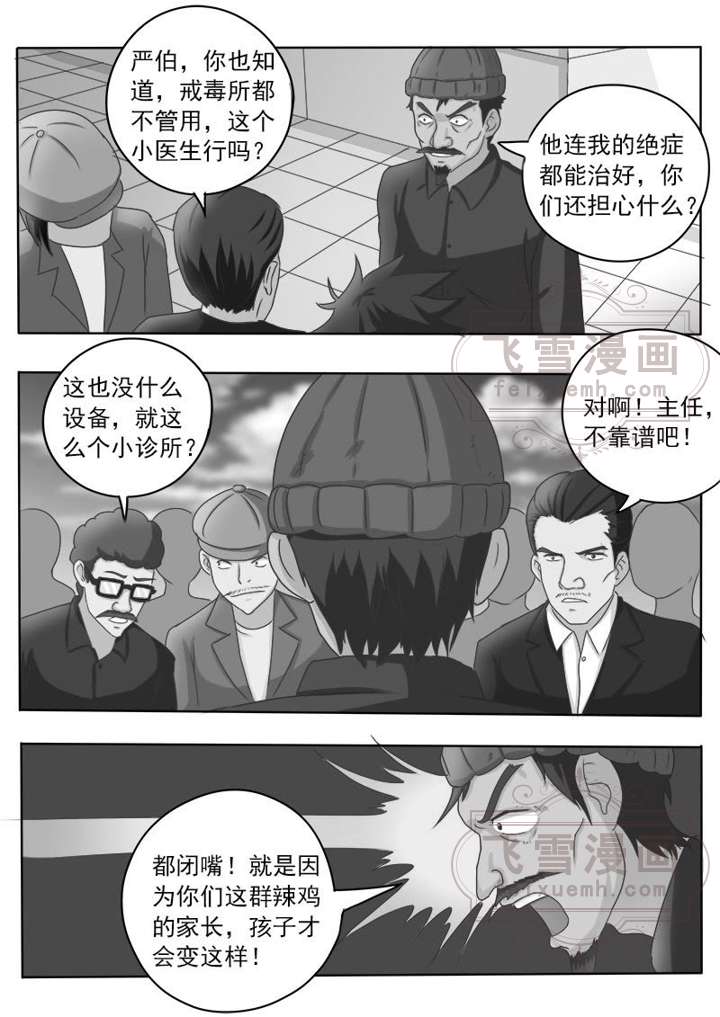 严伯，你也知
道，戒毒所都
不管用，这个
小医生行吗？
他连我的绝症
都能治好，你
们还担心什么？
飞雪漫画
feixuemh.com
这也没什么
设备，就这
么个小诊所？
对啊！主任，
不靠谱吧！
飞雪漫画
feixuemh.com
都闭嘴！就是因
为你们这群辣鸡
的家长，孩子才
会变这样！